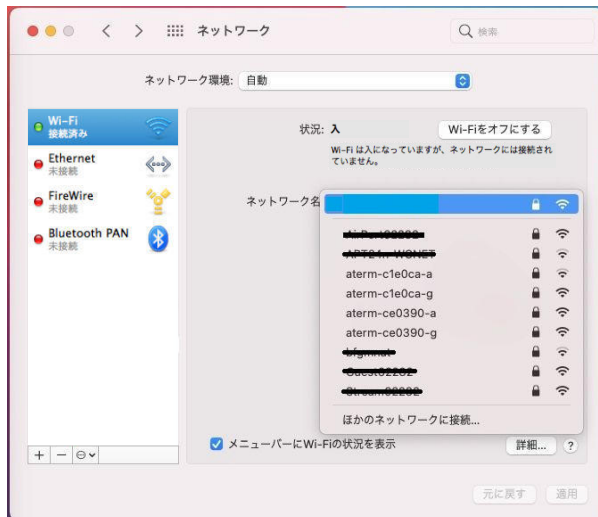 ネットワーク
検索
ネットワーク環境: 自動
Wi-Fi
接続済み
Ethernet
未接続
FireWire
未接続
Bluetooth PAN
未接続
状況: 入
Wi-Fiをオフにする
Wi-Fi は入になっていますが、ネットワークには接続され
ていません。
ネットワーク名
aterm-c1e0ca-a
aterm-c1e0ca-g
aterm-ce0390-a
aterm-ce0390-g
ほかのネットワークに接続...
メニューバーにWi-Fiの状況を表示
詳細...
?
元に戻す
適用